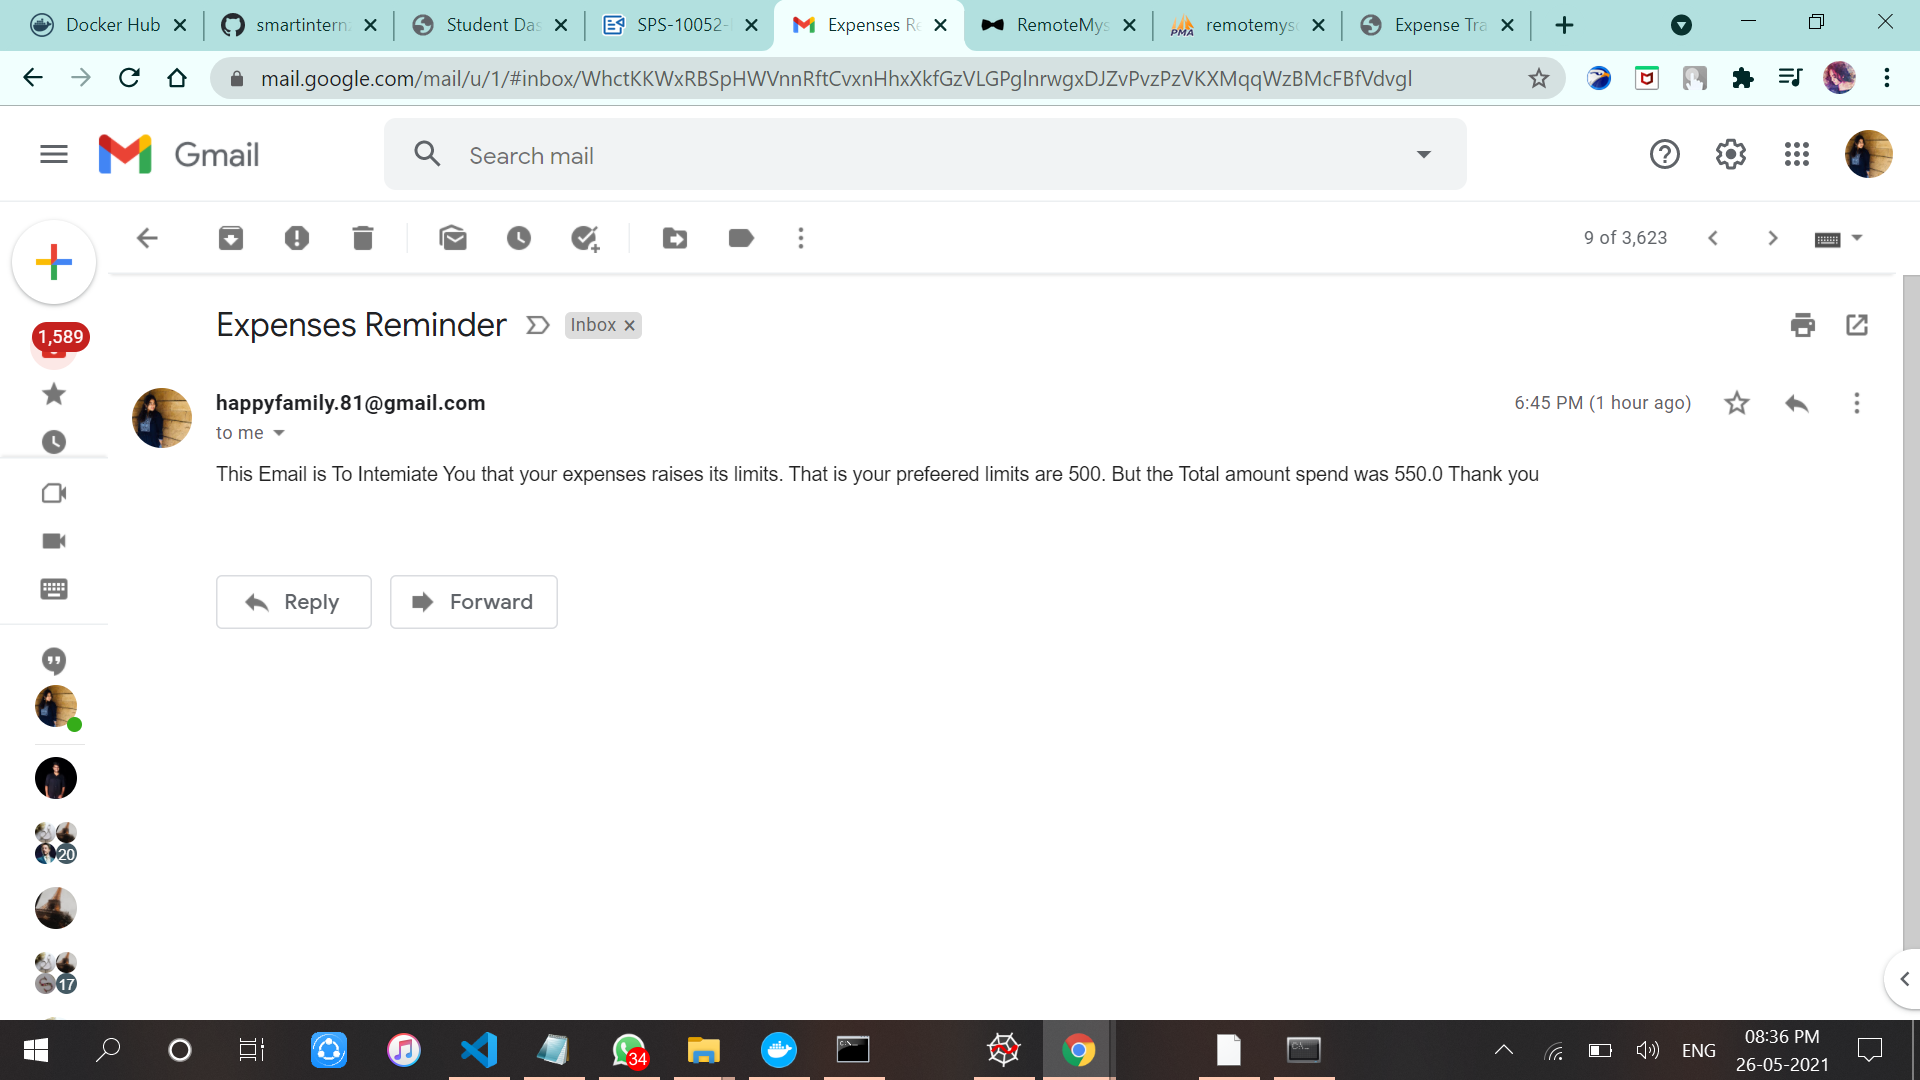 Docker Hub
smartintern
Student Das
SPS-10052-
Expenses Re
RemoteMys
remotemys
Expense Tra
mail.google.com/mail/u/1/#inbox/WhctKKWxRBSpHWVnnRftCvxnHhxXkfGzVLGPglnrwgxDJZvPvzPzVKXMqqWzBMcFBfVdvgl
Gmail
Search mail
9 of 3,623
1,589
Expenses Reminder
Inbox
happyfamily.81@gmail.com
6:45 PM (1 hour ago)
to me
This Email is To Intemiate You that your expenses raises its limits. That is your prefeered limits are 500. But the Total amount spend was 550.0 Thank you
Reply
Forward
20
17
34
ENG
08:36 PM
26-05-2021